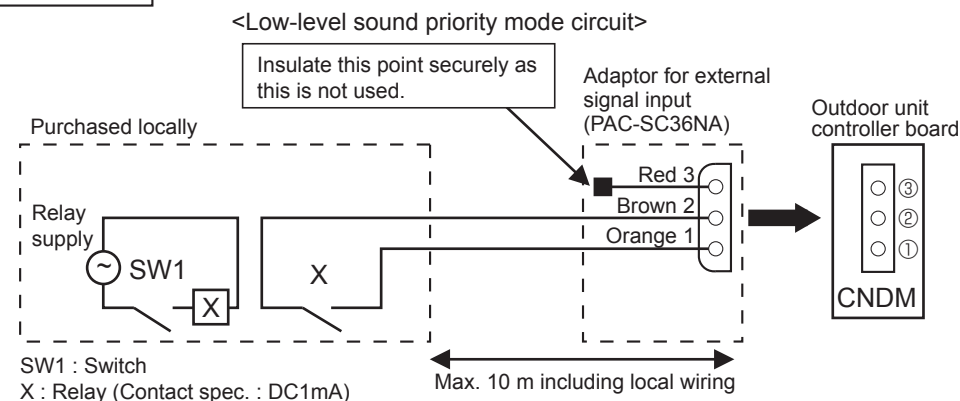 <Low-level sound priority mode circuit>
Insulate this point securely as
this is not used.
Adaptor for external
signal input
(PAC-SC36NA)
Outdoor unit
controller board
Purchased locally
Relay
supply
~
SW1
X
X
Red 3
Brown 2
Orange 1
③
②
①
CNDM
SW1 : Switch
X : Relay (Contact spec. : DC1mA)
Max. 10 m including local wiring